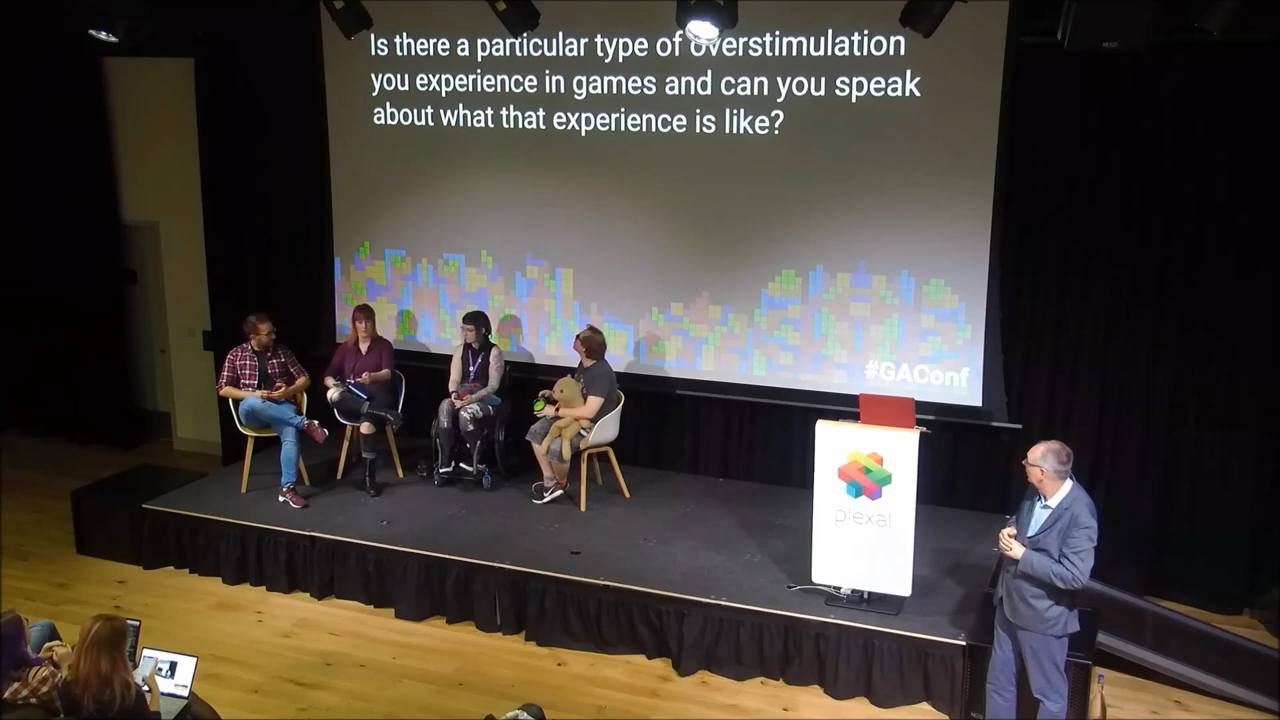 Is there a particular type of overstimulation
you experience in games and can you speak
about what that experience is like?
#GAConf
plexal